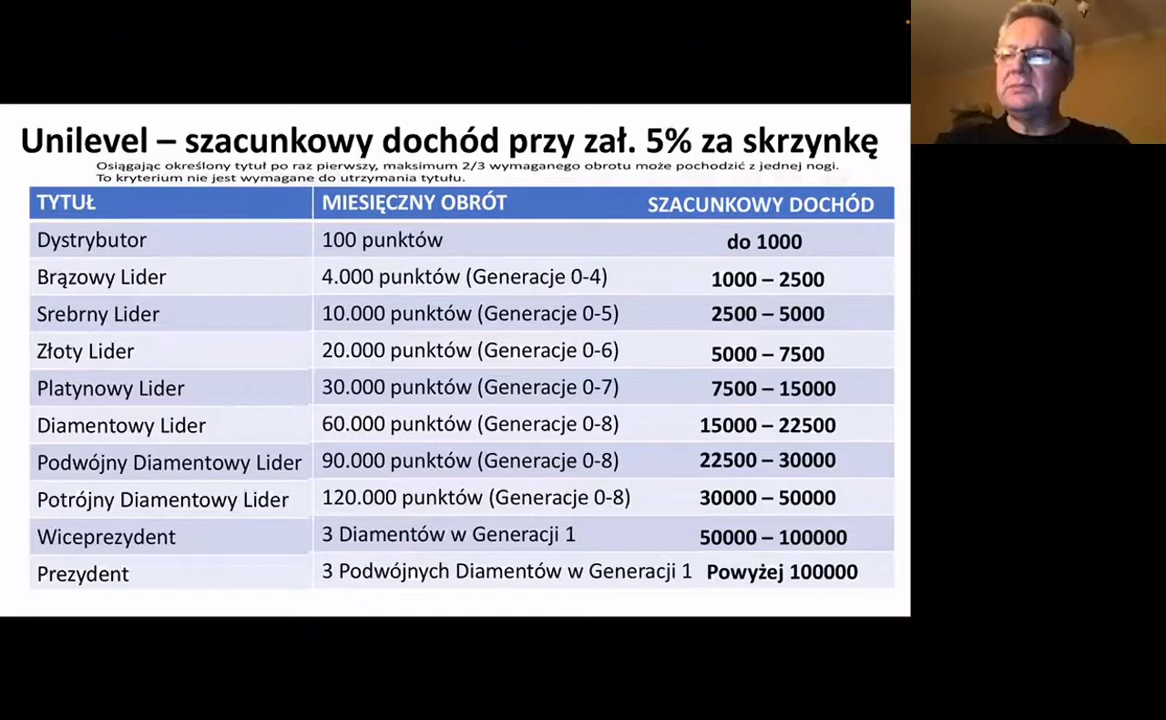 Unilevel – szacunkowy dochód przy zał. 5% za skrzynkę
Osiągając określony tytuł po raz pierwszy, maksimum 2/3 wymaganego obrotu może pochodzić z jednej nogi.
To kryterium nie jest wymagane do utrzymania tytułu.
TYTUŁ MIESIĘCZNY OBRÓT SZACUNKOWY DOCHÓD
Dystrybutor 100 punktów do 1000
Brązowy Lider 4.000 punktów (Generacje 0-4) 1000 – 2500
Srebrny Lider 10.000 punktów (Generacje 0-5) 2500 – 5000
Złoty Lider 20.000 punktów (Generacje 0-6) 5000 – 7500
Platynowy Lider 30.000 punktów (Generacje 0-7) 7500 – 15000
Diamentowy Lider 60.000 punktów (Generacje 0-8) 15000 – 22500
Podwójny Diamentowy Lider 90.000 punktów (Generacje 0-8) 22500 – 30000
Potrójny Diamentowy Lider 120.000 punktów (Generacje 0-8) 30000 – 50000
Wiceprezydent 3 Diamentów w Generacji 1 50000 – 100000
Prezydent 3 Podwójnych Diamentów w Generacji 1 Powyżej 100000